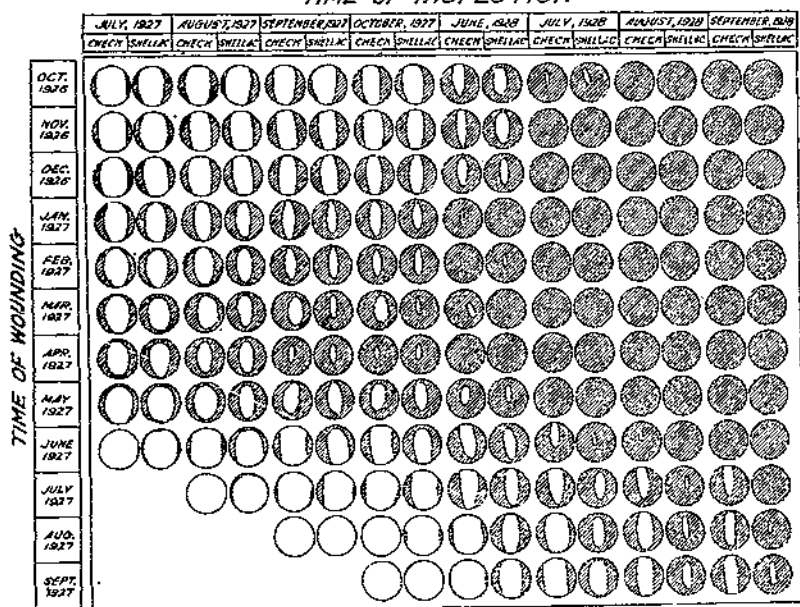 TIME OF INSPECTION
JULY, 1927 AUGUST, 1927 SEPTEMBER, 1927 OCTOBER, 1927 JUNE, 1928 JULY, 1928 AUGUST, 1928 SEPTEMBER, 1928
CHECK SHELLAC CHECK SHELLAC CHECK SHELLAC CHECK SHELLAC CHECK SHELLAC CHECK SHELLAC CHECK SHELLAC CHECK SHELLAC
TIME OF WOUNDING
OCT.
1926
NOV.
1926
DEC.
1926
JAN.
1927
FEB.
1927
MAR.
1927
APR.
1927
MAY
1927
JUNE
1927
JULY
1927
AUG.
1927
SEPT.
1927